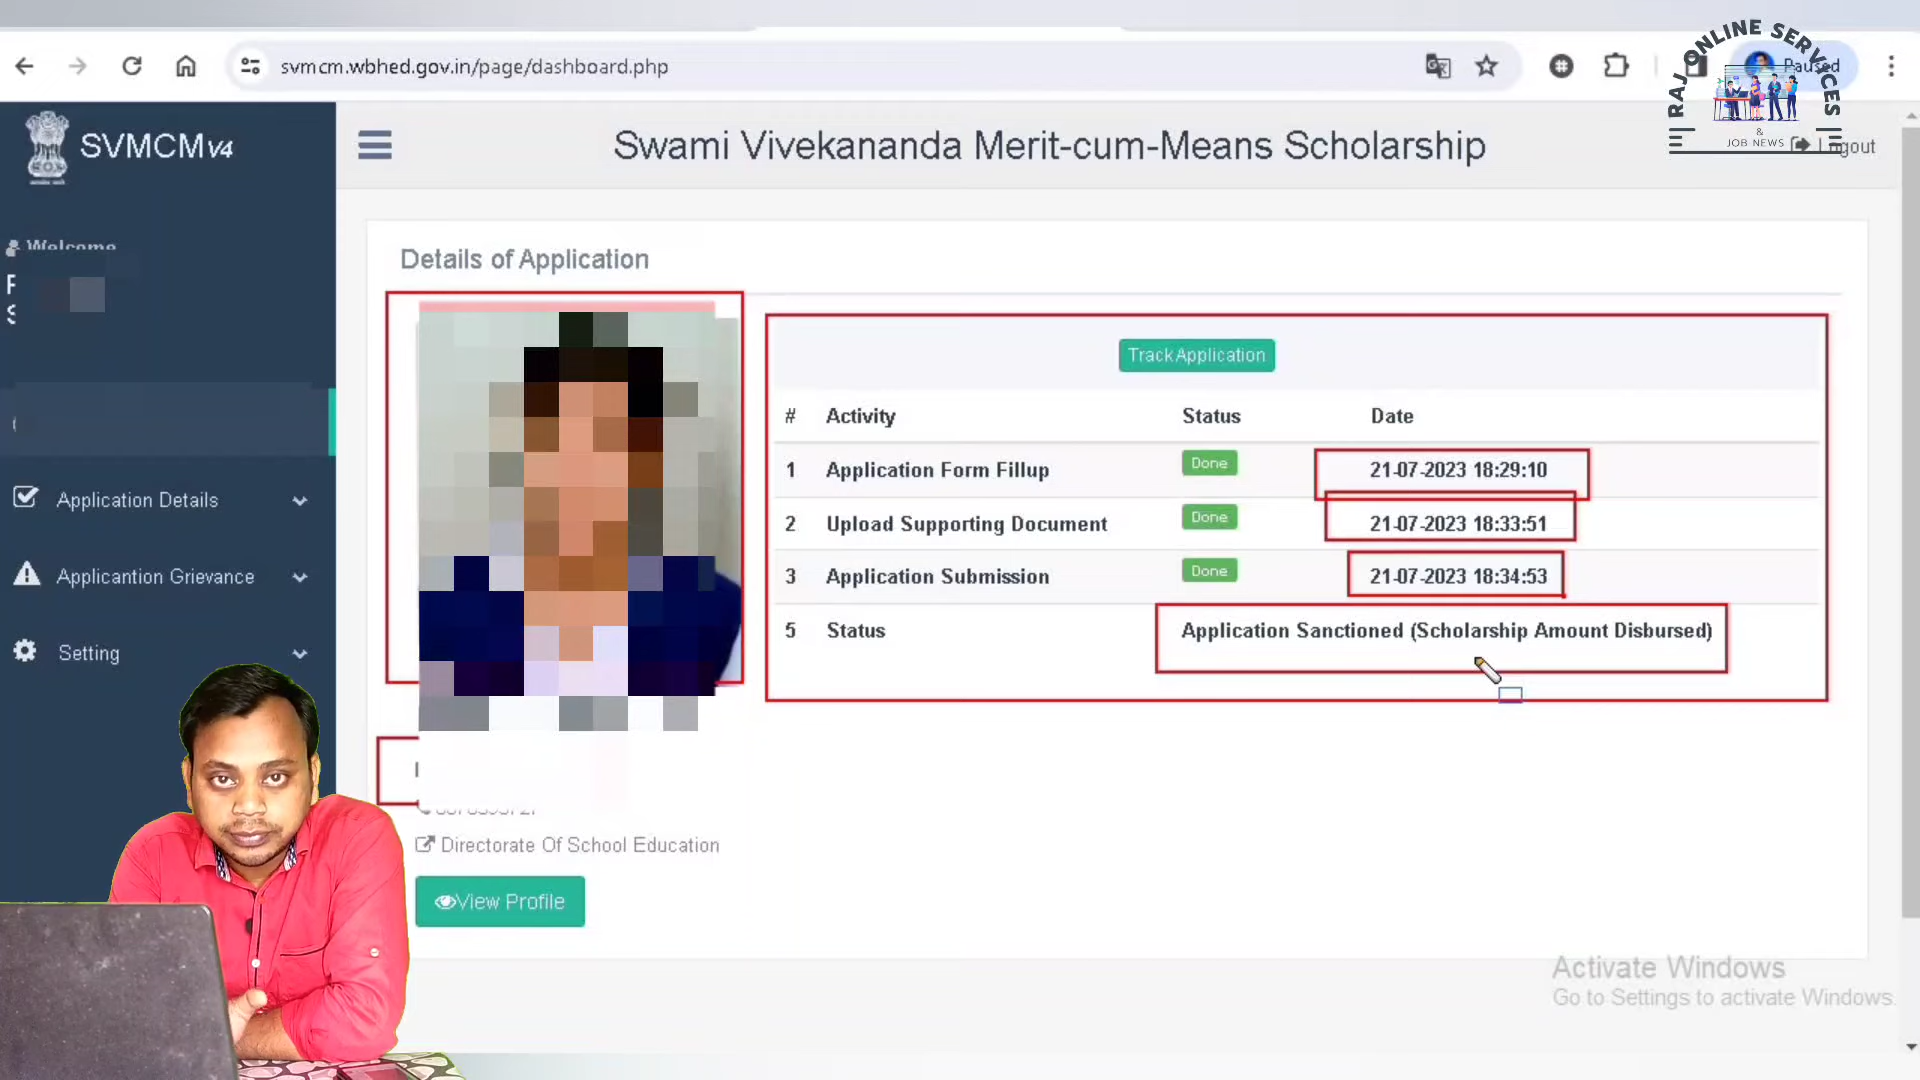 svmcm.wbhed.gov.in/page/dashboard.php
Paused
RAJ ONLINE SERVICES
&
JOB NEWS
SVMCM V4
Swami Vivekananda Merit-cum-Means Scholarship
Logout
Welcome
Details of Application
Track Application
# Activity Status Date
1 Application Form Fillup Done 21-07-2023 18:29:10
2 Upload Supporting Document Done 21-07-2023 18:33:51
3 Application Submission Done 21-07-2023 18:34:53
5 Status Application Sanctioned (Scholarship Amount Disbursed)
Application Details
Applicantion Grievance
Setting
Directorate Of School Education
View Profile
Activate Windows
Go to Settings to activate Windows.